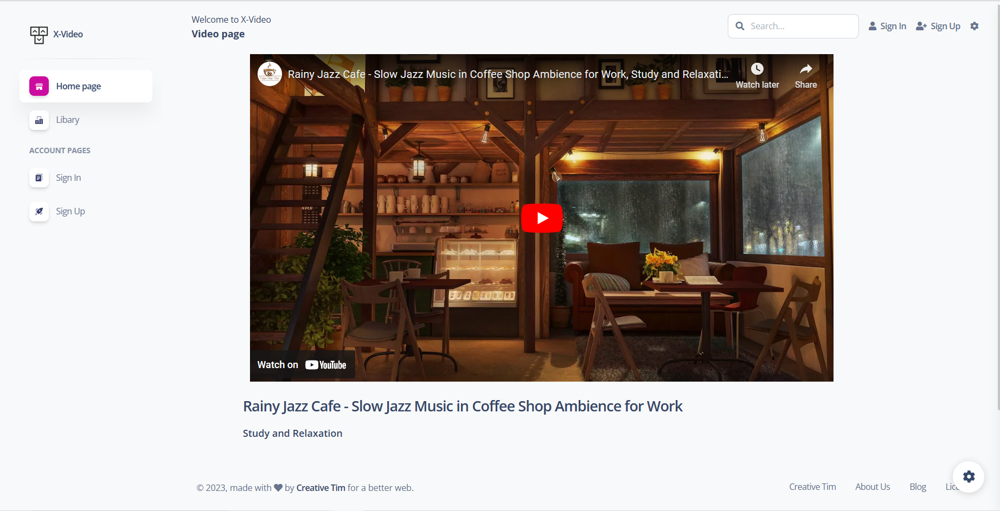 X-Video
Home page
Libary
ACCOUNT PAGES
Sign In
Sign Up
Welcome to X-Video
Video page
Search...
Sign In
Sign Up
Rainy Jazz Cafe - Slow Jazz Music in Coffee Shop Ambience for Work, Study and Relaxati...
Watch later
Share
Watch on YouTube
Rainy Jazz Cafe - Slow Jazz Music in Coffee Shop Ambience for Work
Study and Relaxation
© 2023, made with by Creative Tim for a better web.
Creative Tim
About Us
Blog